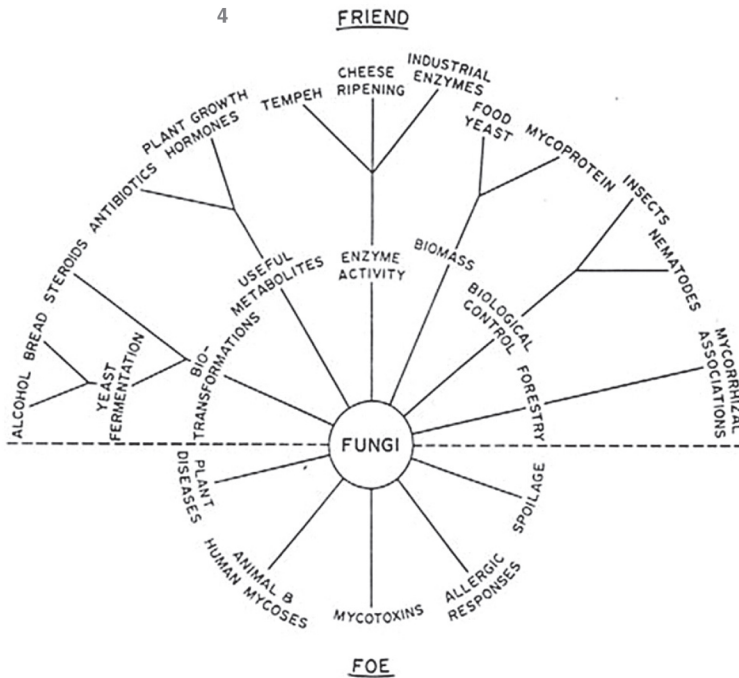 4
FRIEND
INDUSTRIAL
ENZYMES
CHEESE
RIPENING
TEMPEH
PLANT GROWTH
HORMONES
FOOD
YEAST
MYCOPROTEIN
ANTIBIOTICS
INSECTS
NEMATODES
STEROIDS
USEFUL
METABOLITES
ENZYME
ACTIVITY
BIOMASS
BIOLOGICAL
CONTROL
BREAD
ALCOHOL
YEAST
FERMENTATION
BIO-
TRANSFORMATIONS
FORESTRY
MYCORRHIZAL
ASSOCIATIONS
FUNGI
PLANT
DISEASES
SPOILAGE
ANIMAL B
HUMAN MYCOSES
MYCOTOXINS
ALLERGIC
RESPONSES
FOE